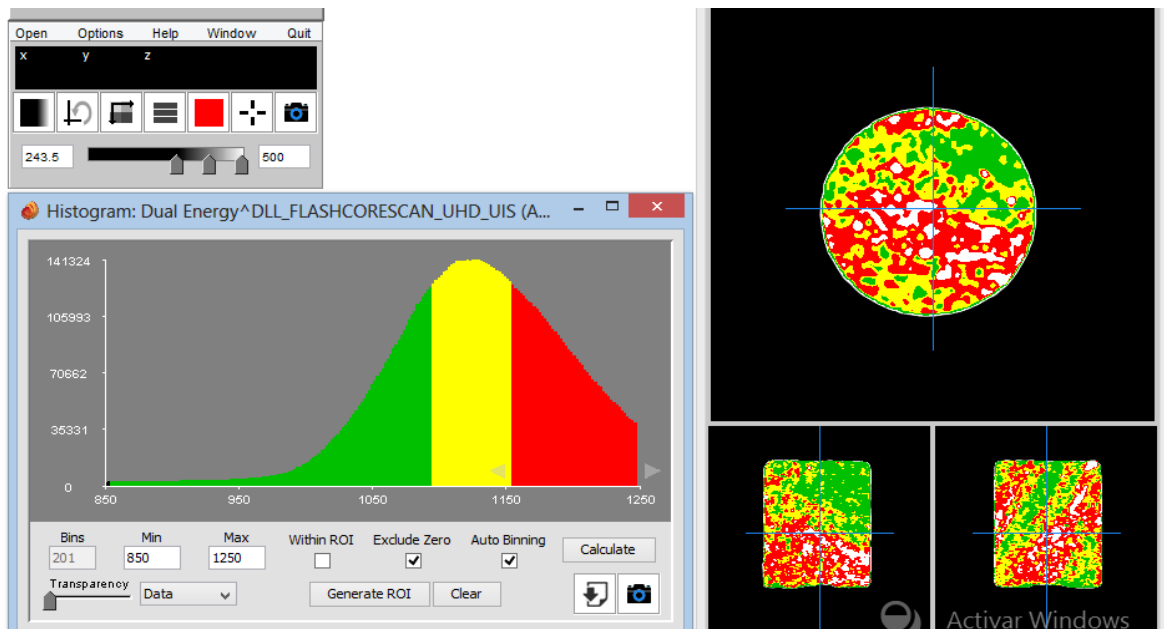 Open Options Help Window Quit
x y z
243.5 500
Histogram: Dual Energy^DLL_FLASHCORESCAN_UHD_UIS (A...
141324
105993
70662
35331
0
850 950 1050 1150 1250
Bins Min Max Within ROI Exclude Zero Auto Binning
201 850 1250 Calculate
Transparency
Data Generate ROI Clear
Activar Windows